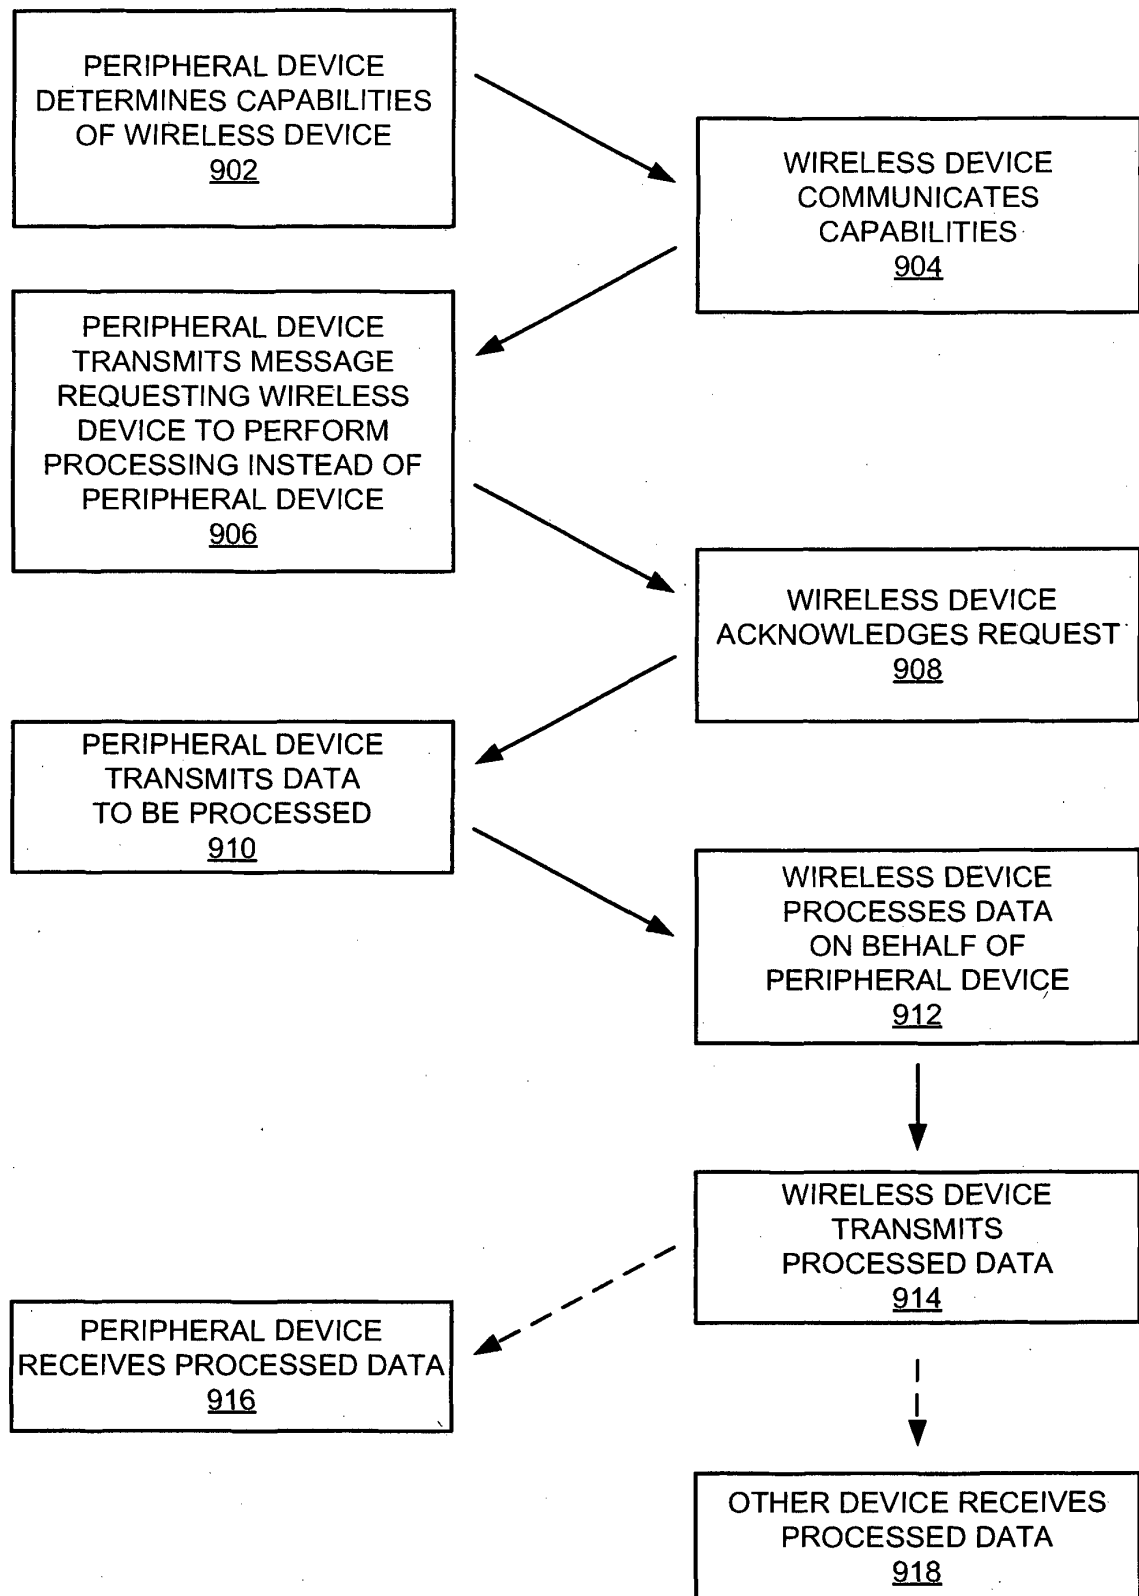 PERIPHERAL DEVICE
DETERMINES CAPABILITIES
OF WIRELESS DEVICE
902
WIRELESS DEVICE
COMMUNICATES
CAPABILITIES
904
PERIPHERAL DEVICE
TRANSMITS MESSAGE
REQUESTING WIRELESS
DEVICE TO PERFORM
PROCESSING INSTEAD OF
PERIPHERAL DEVICE
906
WIRELESS DEVICE
ACKNOWLEDGES REQUEST
908
PERIPHERAL DEVICE
TRANSMITS DATA
TO BE PROCESSED
910
WIRELESS DEVICE
PROCESSES DATA
ON BEHALF OF
PERIPHERAL DEVICE
912
WIRELESS DEVICE
TRANSMITS
PROCESSED DATA
914
PERIPHERAL DEVICE
RECEIVES PROCESSED DATA
916
OTHER DEVICE RECEIVES
PROCESSED DATA
918